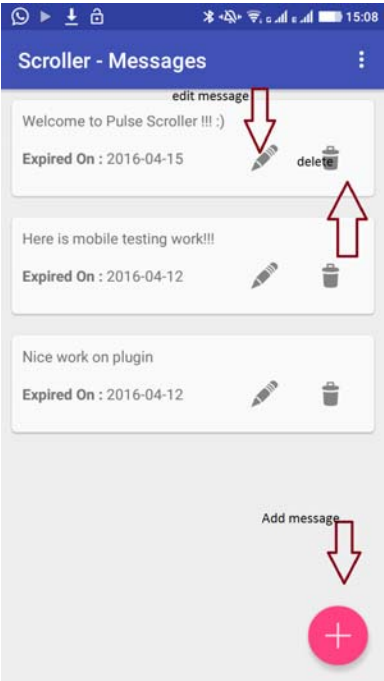 15:08
Scroller - Messages
edit message
Welcome to Pulse Scroller !!! :)
Expired On : 2016-04-15
delete
Here is mobile testing work!!!
Expired On : 2016-04-12
Nice work on plugin
Expired On : 2016-04-12
Add message